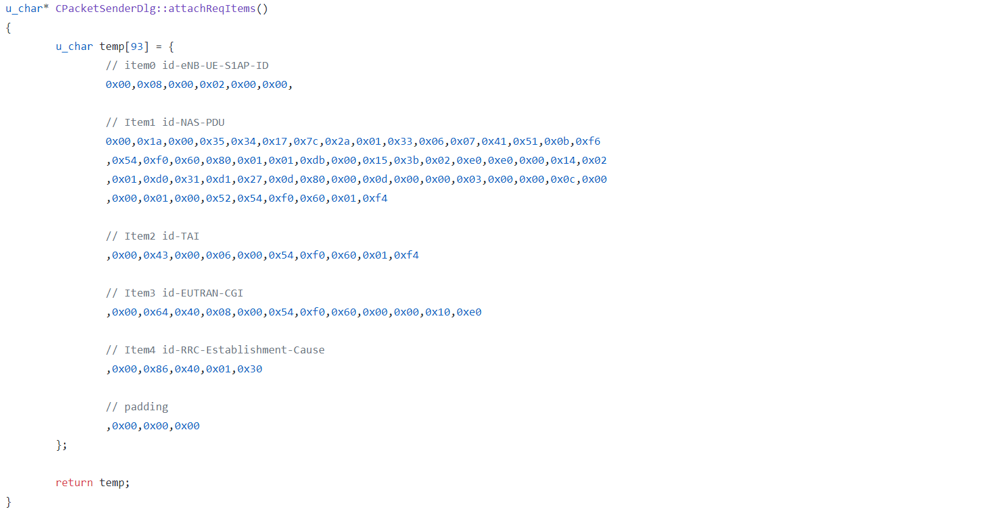 u_char* CPacketSenderDlg::attachReqItems()
{
u_char temp[93] = {
// item0 id-eNB-UE-S1AP-ID
0x00,0x08,0x00,0x02,0x00,0x00,
// Item1 id-NAS-PDU
0x00,0x1a,0x00,0x35,0x34,0x17,0x7c,0x2a,0x01,0x33,0x06,0x07,0x41,0x51,0x0b,0xf6
,0x54,0xf0,0x60,0x80,0x01,0x01,0xdb,0x00,0x15,0x3b,0x02,0xe0,0xe0,0x00,0x14,0x02
,0x01,0xd0,0x31,0xd1,0x27,0x0d,0x80,0x00,0x0d,0x00,0x00,0x03,0x00,0x00,0x0c,0x00
,0x00,0x01,0x00,0x52,0x54,0xf0,0x60,0x01,0xf4
// Item2 id-TAI
,0x00,0x43,0x00,0x06,0x00,0x54,0xf0,0x60,0x01,0xf4
// Item3 id-EUTRAN-CGI
,0x00,0x64,0x40,0x08,0x00,0x54,0xf0,0x60,0x00,0x00,0x10,0xe0
// Item4 id-RRC-Establishment-Cause
,0x00,0x86,0x40,0x01,0x30
// padding
,0x00,0x00,0x00
};
return temp;
}